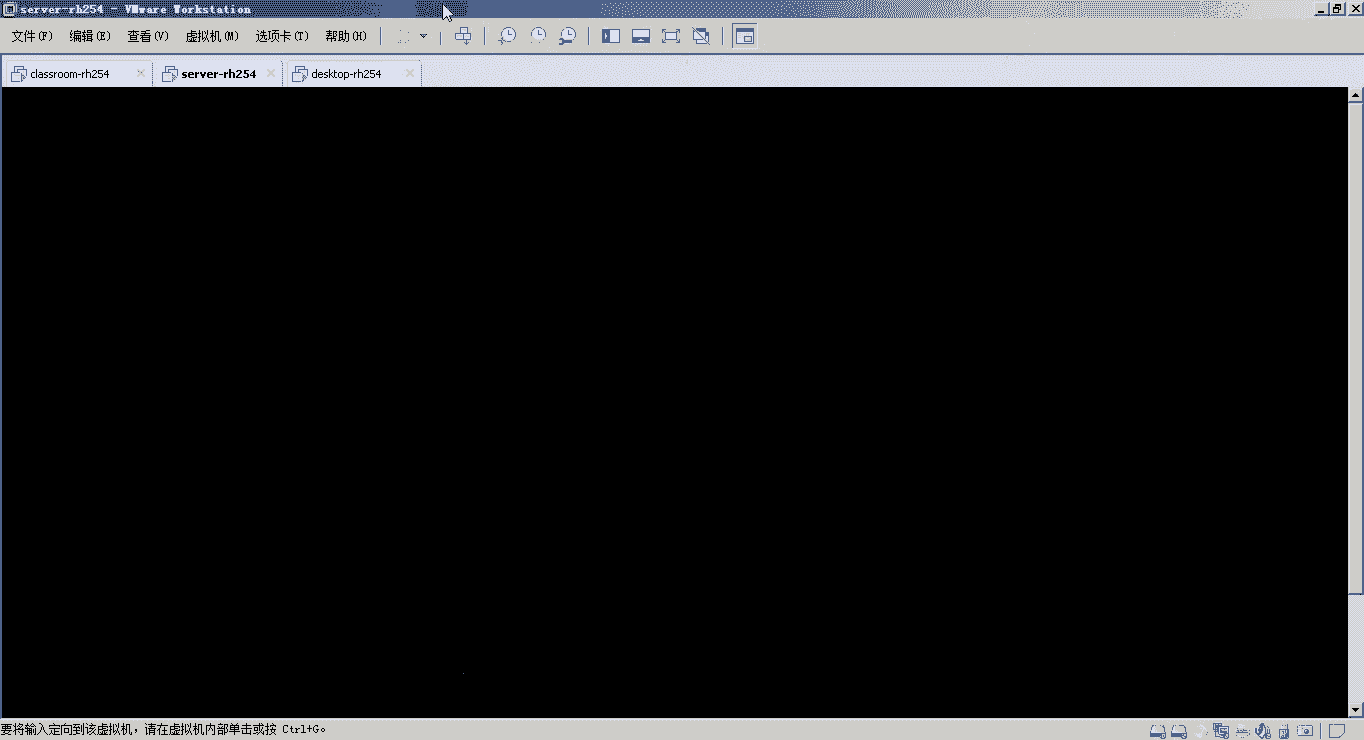 server-rh254 - VMware Workstation
文件(F) 编辑(E) 查看(V) 虚拟机(M) 选项卡(T) 帮助(H)
classroom-rh254 server-rh254 desktop-rh254
要将输入定向到该虚拟机，请在虚拟机内部单击或按 Ctrl+G。